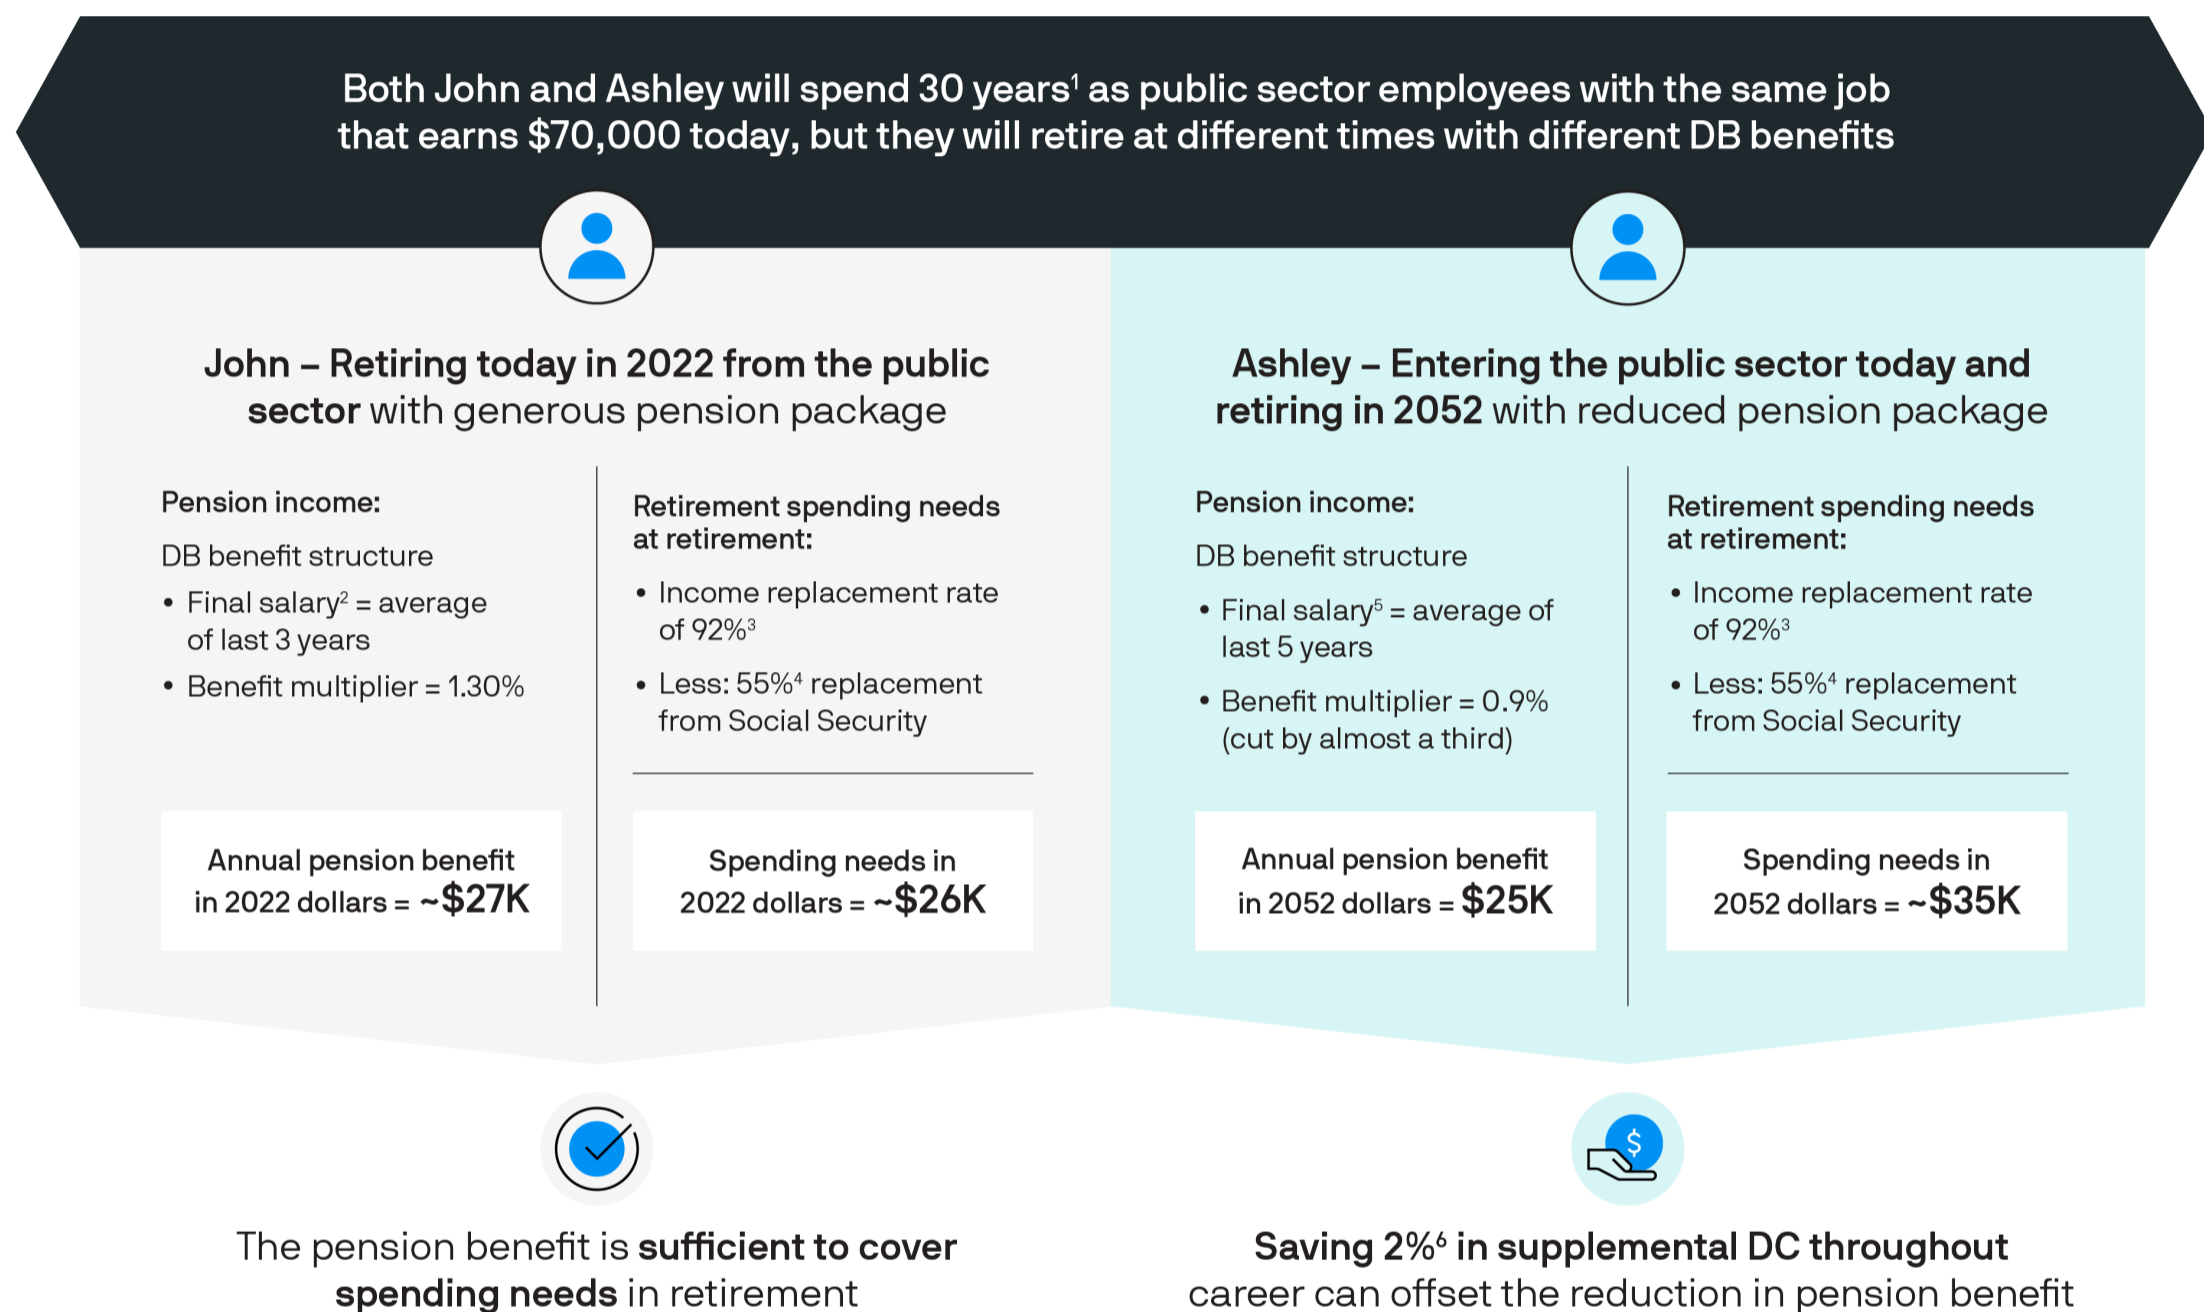 Both John and Ashley will spend 30 years¹ as public sector employees with the same job
that earns $70,000 today, but they will retire at different times with different DB benefits
John – Retiring today in 2022 from the public
sector with generous pension package
Pension income:
DB benefit structure
• Final salary² = average
of last 3 years
• Benefit multiplier = 1.30%
Retirement spending needs
at retirement:
• Income replacement rate
of 92%³
• Less: 55%⁴ replacement
from Social Security
Annual pension benefit
in 2022 dollars = ~$27K
Spending needs in
2022 dollars = ~$26K
The pension benefit is sufficient to cover
spending needs in retirement
Ashley – Entering the public sector today and
retiring in 2052 with reduced pension package
Pension income:
DB benefit structure
• Final salary⁵ = average of
last 5 years
• Benefit multiplier = 0.9%
(cut by almost a third)
Retirement spending needs
at retirement:
• Income replacement rate
of 92%³
• Less: 55%⁴ replacement
from Social Security
Annual pension benefit
in 2052 dollars = $25K
Spending needs in
2052 dollars = ~$35K
$
Saving 2%⁶ in supplemental DC throughout
career can offset the reduction in pension benefit